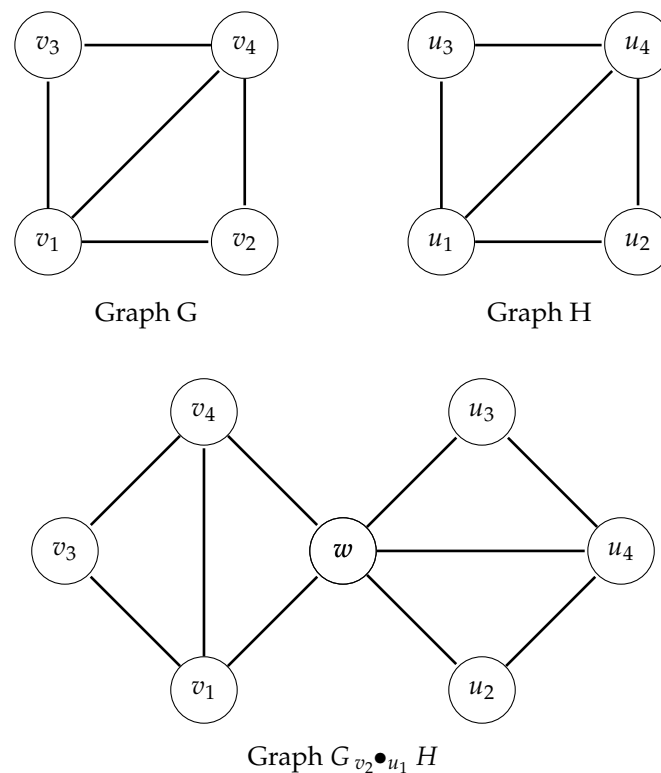 v₃ v₄ u₃ u₄
v₁ v₂ u₁ u₂
Graph G Graph H
v₄ u₃
v₃ w u₄
v₁ u₂
Graph G ᵥ₂●ᵤ₁ H